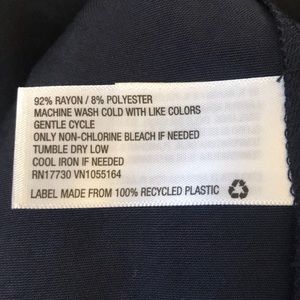 92% RAYON / 8% POLYESTER
MACHINE WASH COLD WITH LIKE COLORS
GENTLE CYCLE
ONLY NON-CHLORINE BLEACH IF NEEDED
TUMBLE DRY LOW
COOL IRON IF NEEDED
RN17730 VN1055164
LABEL MADE FROM 100% RECYCLED PLASTIC